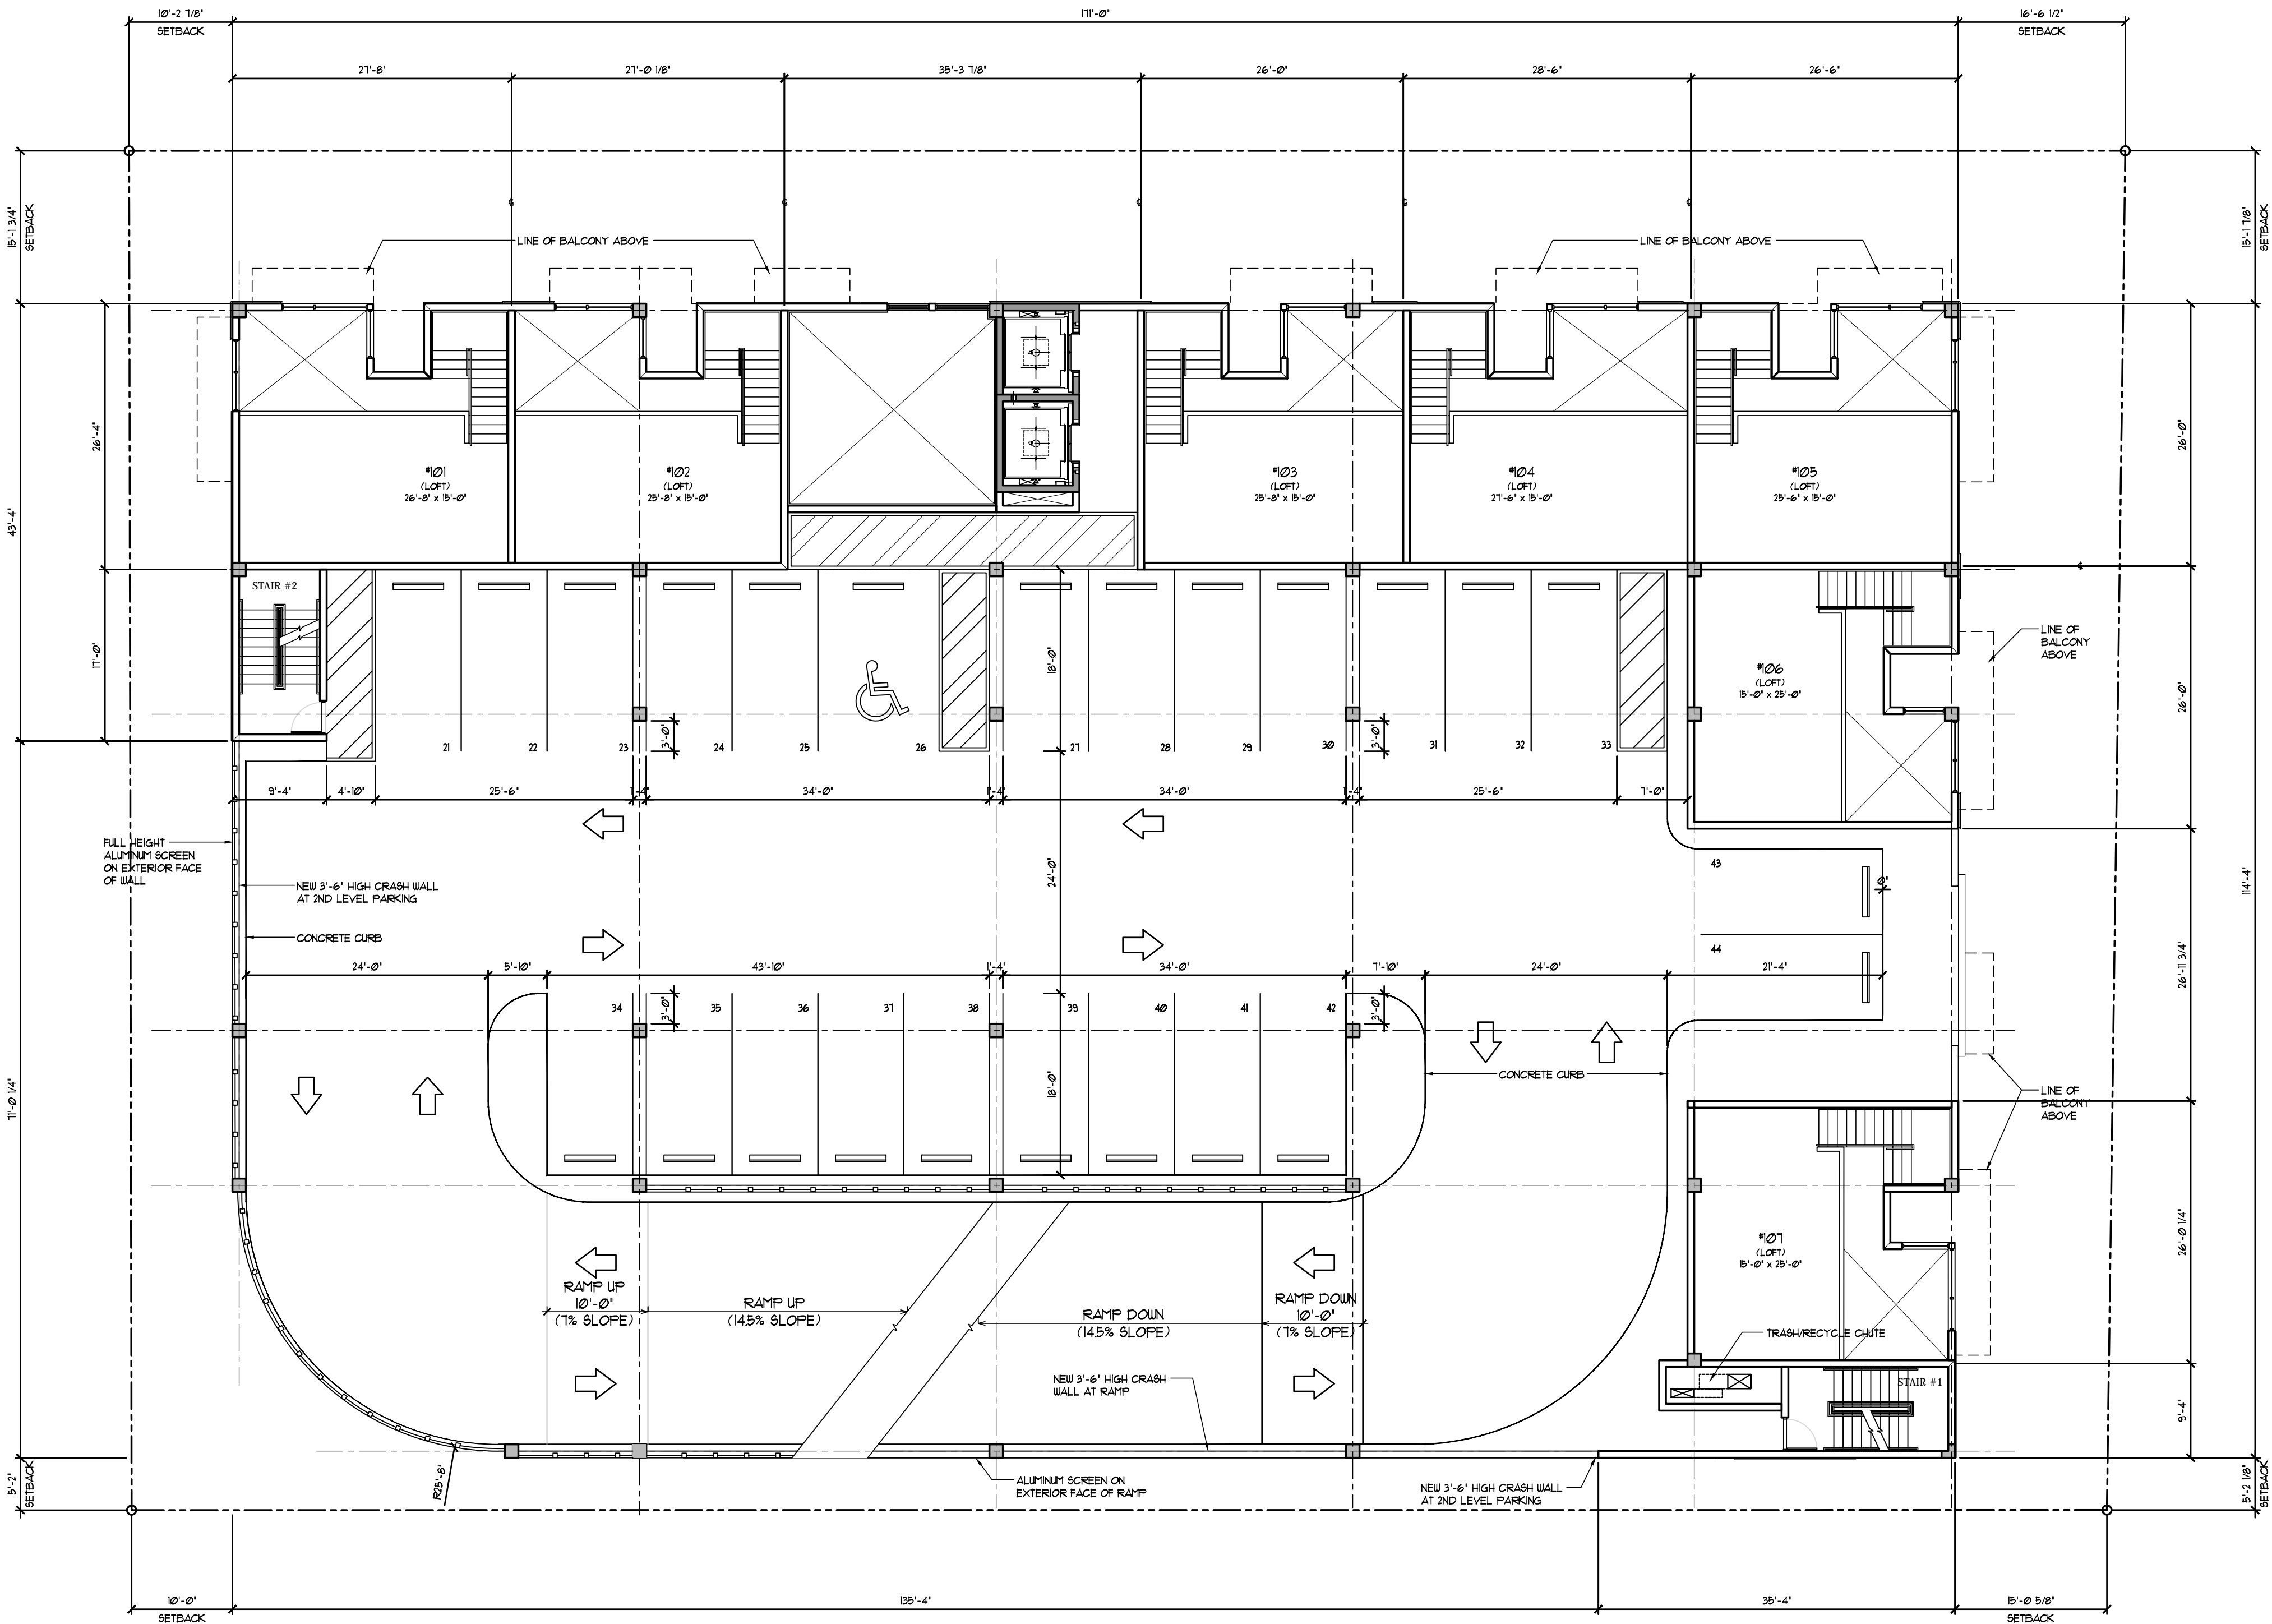 10'-2 7/8"
SETBACK
171'-0"
16'-6 1/2"
SETBACK
27'-8"
27'-0 1/8"
35'-3 7/8"
26'-0"
28'-6"
26'-6"
15'-1 3/4"
SETBACK
15'-1 7/8"
SETBACK
LINE OF BALCONY ABOVE
LINE OF BALCONY ABOVE
26'-4"
43'-4"
17'-0"
71'-0 1/4"
5'-2"
SETBACK
#101
(LOFT)
26'-8" x 15'-0"
#102
(LOFT)
25'-8" x 15'-0"
#103
(LOFT)
25'-8" x 15'-0"
#104
(LOFT)
27'-6" x 15'-0"
#105
(LOFT)
25'-6" x 15'-0"
26'-0"
26'-0"
114'-4"
26'-11 3/4"
26'-0 1/4"
9'-4"
5'-2 1/8"
SETBACK
STAIR #2
18'-0"
#106
(LOFT)
15'-0" x 25'-0"
LINE OF
BALCONY
ABOVE
21
22
23
3'-0"
24
25
26
27
28
29
30
3'-0"
31
32
33
9'-4"
4'-10"
25'-6"
1'-4"
34'-0"
1'-4"
34'-0"
1'-4"
25'-6"
7'-0"
FULL HEIGHT
ALUMINUM SCREEN
ON EXTERIOR FACE
OF WALL
NEW 3'-6" HIGH CRASH WALL
AT 2ND LEVEL PARKING
CONCRETE CURB
24'-0"
43
44
24'-0"
5'-10"
43'-10"
1'-4"
34'-0"
7'-10"
24'-0"
21'-4"
34
3'-0"
35
36
37
38
39
40
41
42
3'-0"
18'-0"
CONCRETE CURB
LINE OF
BALCONY
ABOVE
#107
(LOFT)
15'-0" x 25'-0"
RAMP UP
10'-0"
(7% SLOPE)
RAMP UP
(14.5% SLOPE)
RAMP DOWN
(14.5% SLOPE)
RAMP DOWN
10'-0"
(7% SLOPE)
TRASH/RECYCLE CHUTE
STAIR #1
NEW 3'-6" HIGH CRASH
WALL AT RAMP
R25'-8"
ALUMINUM SCREEN ON
EXTERIOR FACE OF RAMP
NEW 3'-6" HIGH CRASH WALL
AT 2ND LEVEL PARKING
10'-0"
SETBACK
135'-4"
35'-4"
15'-0 5/8"
SETBACK